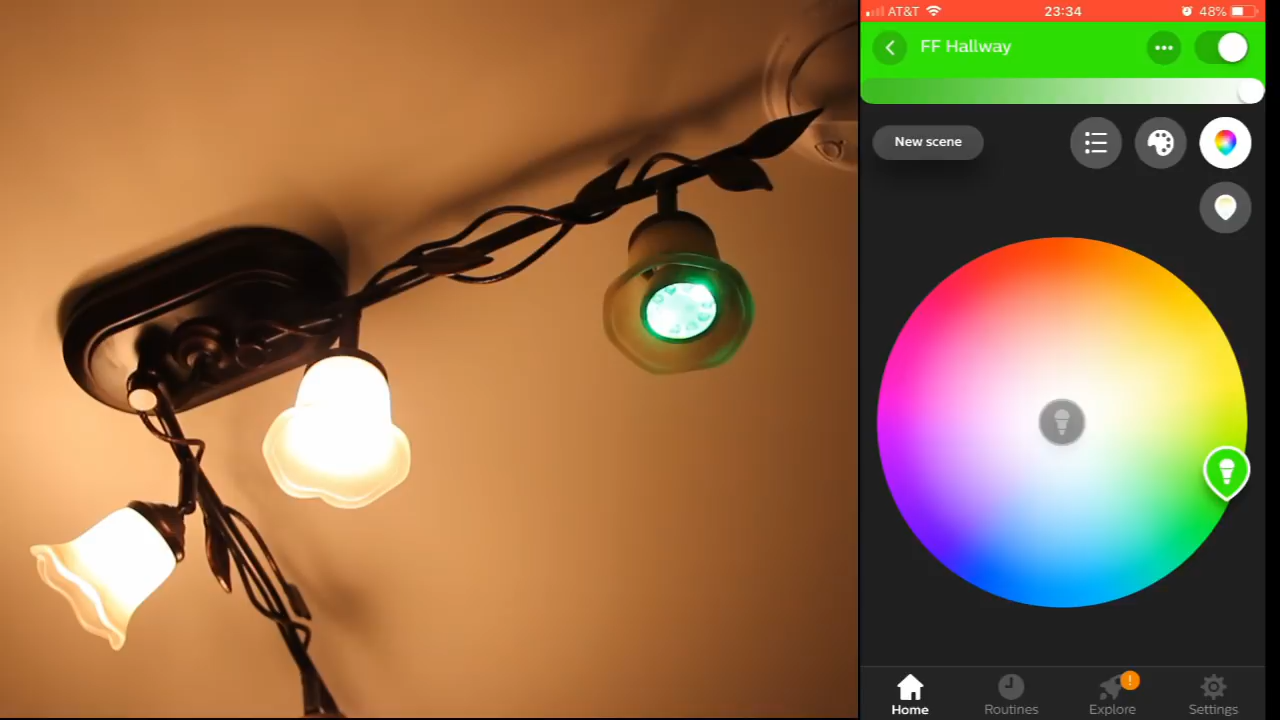 AT&T 23:34 48%
FF Hallway
New scene
!
Home Routines Explore Settings